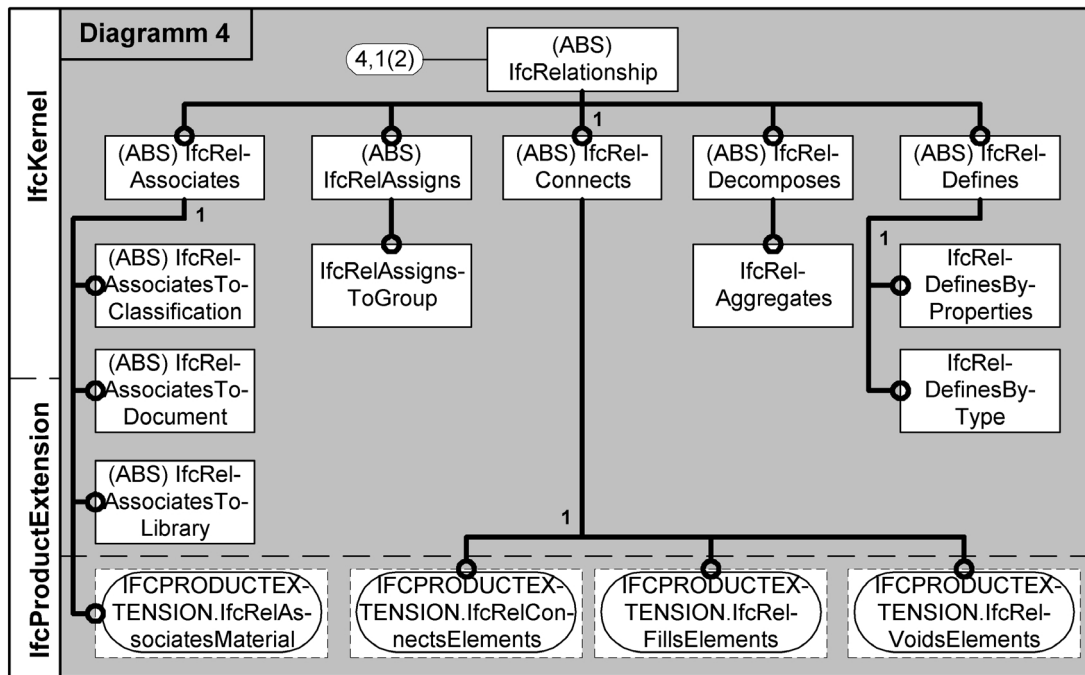 Diagramm 4
IfcKernel
IfcProductExtension
4,1(2)
(ABS)
IfcRelationship
1
(ABS) IfcRel-
Associates
(ABS)
IfcRelAssigns
(ABS) IfcRel-
Connects
(ABS) IfcRel-
Decomposes
(ABS) IfcRel-
Defines
1
1
(ABS) IfcRel-
AssociatesTo-
Classification
IfcRelAssigns-
ToGroup
IfcRel-
Aggregates
IfcRel-
DefinesBy-
Properties
(ABS) IfcRel-
AssociatesTo-
Document
IfcRel-
DefinesBy-
Type
(ABS) IfcRel-
AssociatesTo-
Library
1
IFCPRODUCTEX-
TENSION.IfcRelAs-
sociatesMaterial
IFCPRODUCTEX-
TENSION.IfcRelCon-
nectsElements
IFCPRODUCTEX-
TENSION.IfcRel-
FillsElements
IFCPRODUCTEX-
TENSION.IfcRel-
VoidsElements